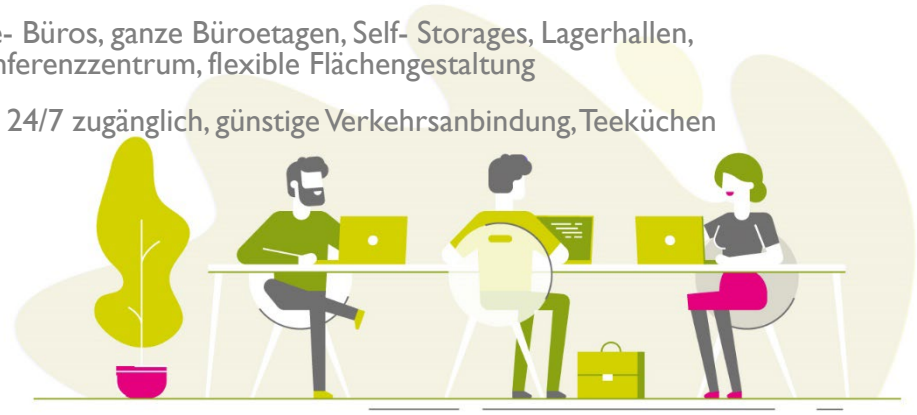 e- Büros, ganze Büroetagen, Self- Storages, Lagerhallen,
nferenzzentrum, flexible Flächengestaltung
24/7 zugänglich, günstige Verkehrsanbindung, Teeküchen